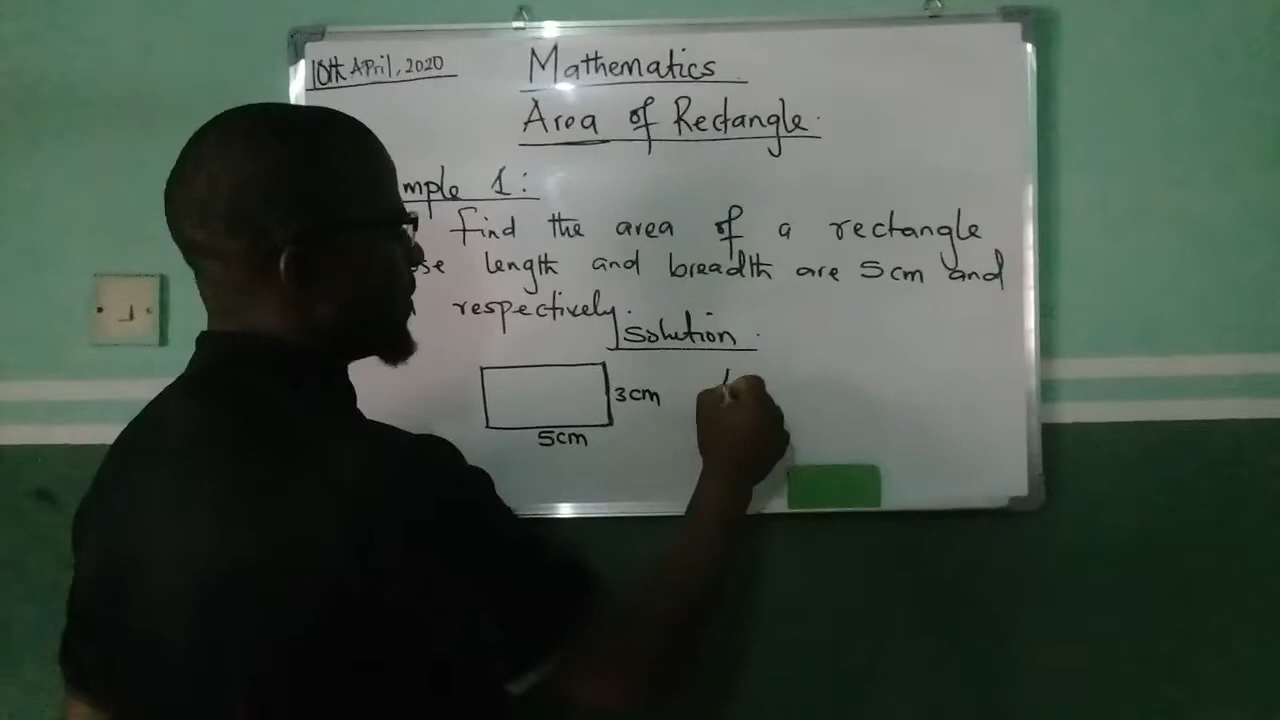 10th April, 2020
Mathematics
Area of Rectangle.
mple 1:
find the area of a rectangle
se length and breadth are 5cm and
respectively.
Solution.
3cm
5cm